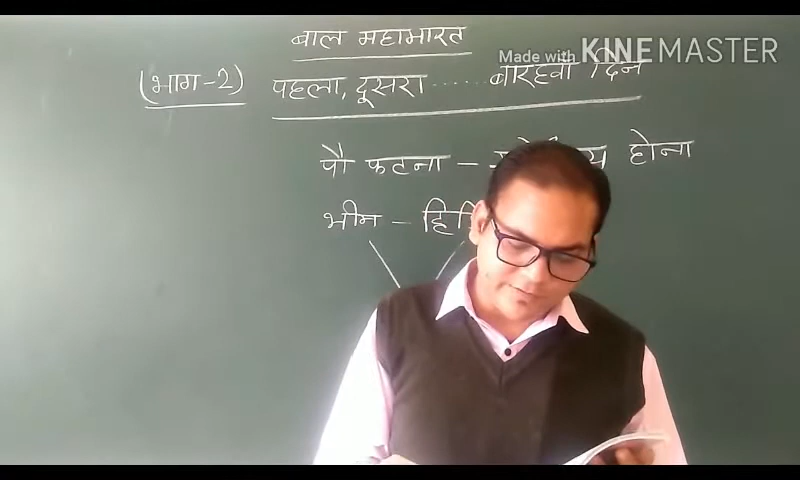 बाल महाभारत
Made with KINEMASTER
(भाग-2) पहला, दूसरा ...... बारहवाँ दिन
पौ फटना - होना
भीम -